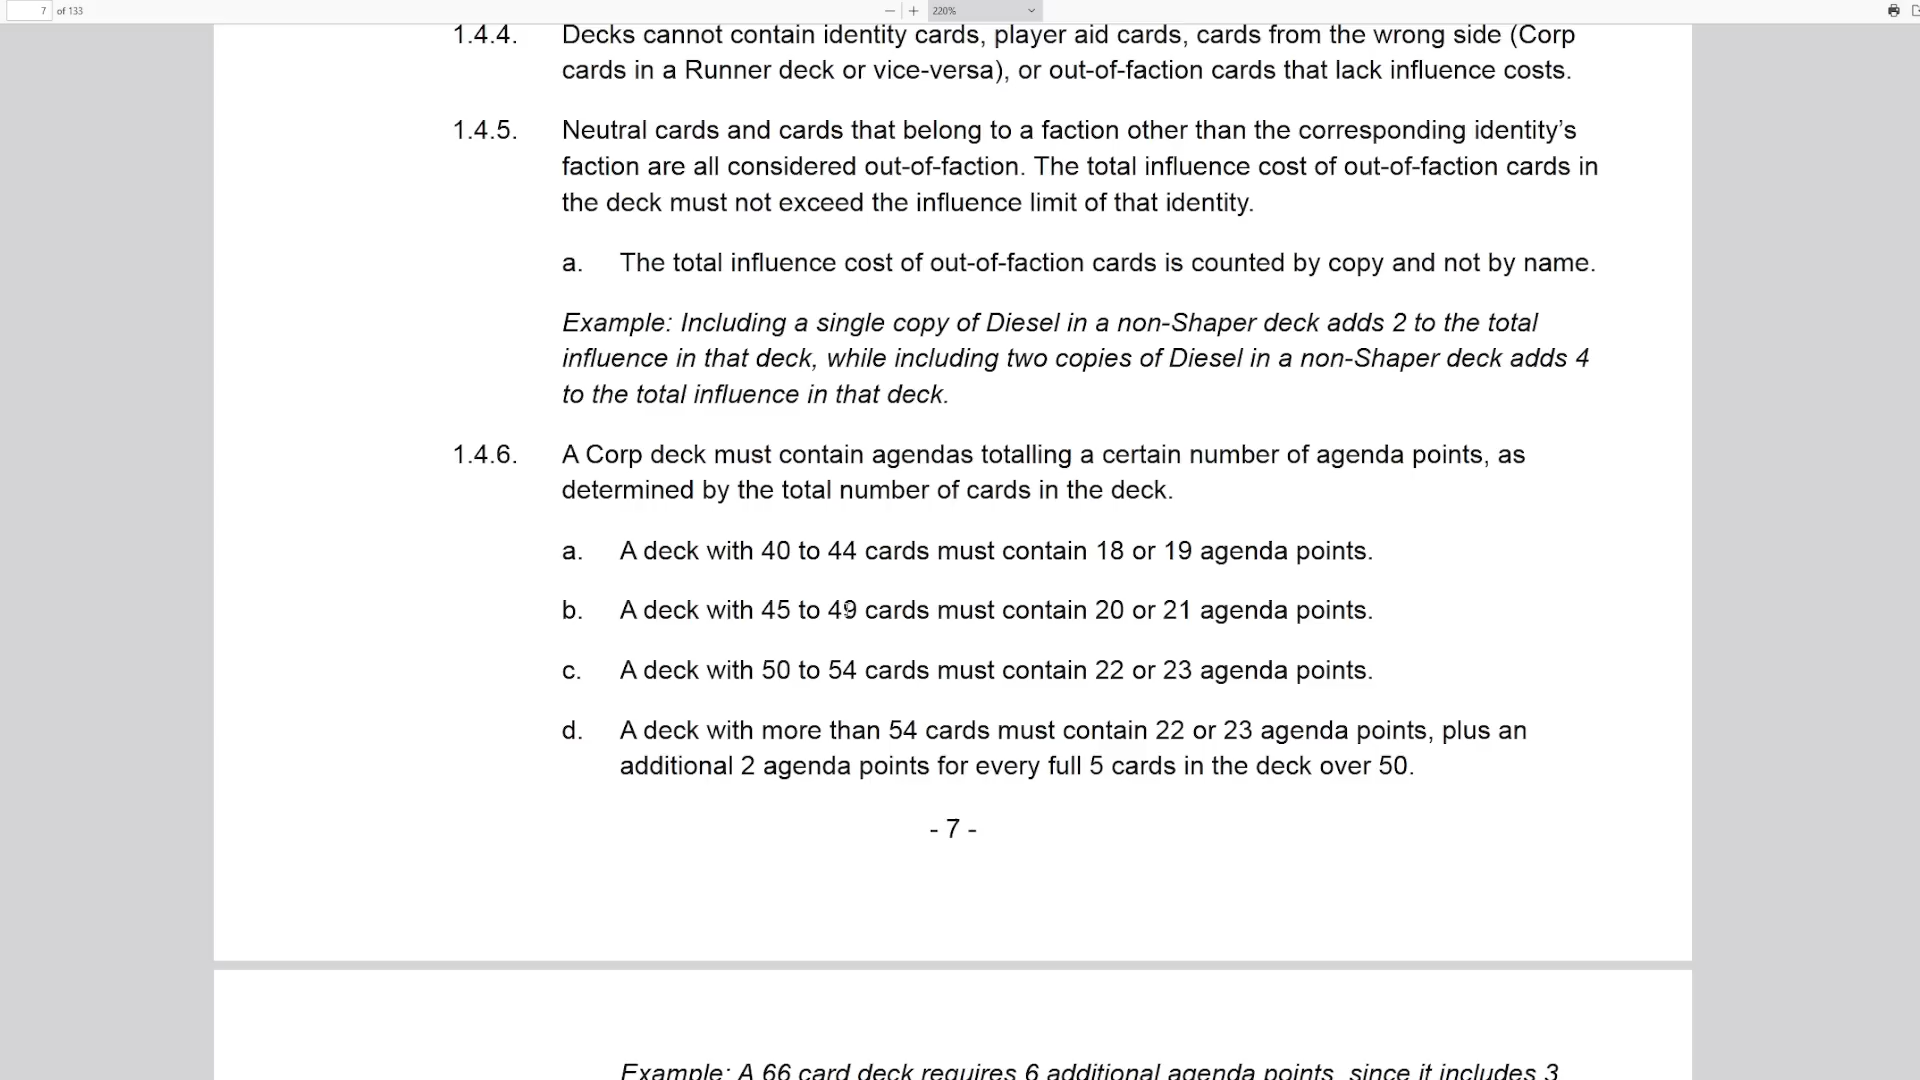 7 of 133
220%
1.4.4. Decks cannot contain identity cards, player aid cards, cards from the wrong side (Corp
cards in a Runner deck or vice-versa), or out-of-faction cards that lack influence costs.
1.4.5. Neutral cards and cards that belong to a faction other than the corresponding identity’s
faction are all considered out-of-faction. The total influence cost of out-of-faction cards in
the deck must not exceed the influence limit of that identity.
a. The total influence cost of out-of-faction cards is counted by copy and not by name.
Example: Including a single copy of Diesel in a non-Shaper deck adds 2 to the total
influence in that deck, while including two copies of Diesel in a non-Shaper deck adds 4
to the total influence in that deck.
1.4.6. A Corp deck must contain agendas totalling a certain number of agenda points, as
determined by the total number of cards in the deck.
a. A deck with 40 to 44 cards must contain 18 or 19 agenda points.
b. A deck with 45 to 49 cards must contain 20 or 21 agenda points.
c. A deck with 50 to 54 cards must contain 22 or 23 agenda points.
d. A deck with more than 54 cards must contain 22 or 23 agenda points, plus an
additional 2 agenda points for every full 5 cards in the deck over 50.
- 7 -
Example: A 66 card deck requires 6 additional agenda points, since it includes 3